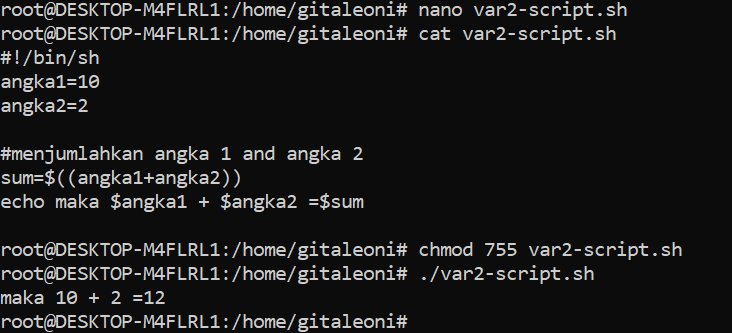 root@DESKTOP-M4FLRL1:/home/gitaleoni# nano var2-script.sh
root@DESKTOP-M4FLRL1:/home/gitaleoni# cat var2-script.sh
#!/bin/sh
angka1=10
angka2=2
#menjumlahkan angka 1 and angka 2
sum=$((angka1+angka2))
echo maka $angka1 + $angka2 =$sum
root@DESKTOP-M4FLRL1:/home/gitaleoni# chmod 755 var2-script.sh
root@DESKTOP-M4FLRL1:/home/gitaleoni# ./var2-script.sh
maka 10 + 2 =12
root@DESKTOP-M4FLRL1:/home/gitaleoni#